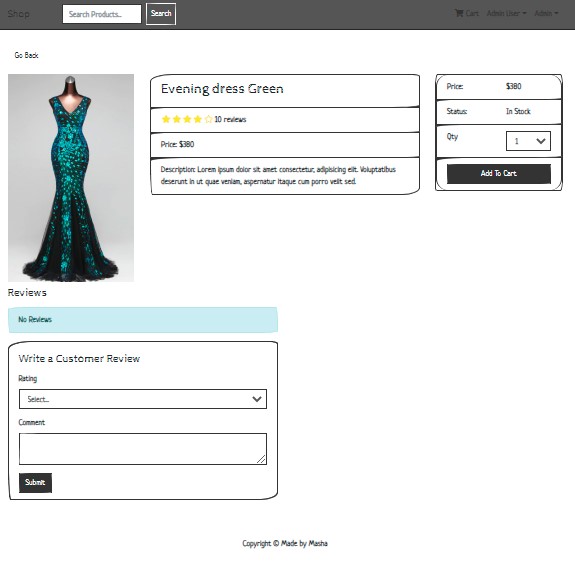 Shop
Search Products...
Search
Cart
Admin User
Admin
Go Back
Evening dress Green
10 reviews
Price: $380
Description: Lorem ipsum dolor sit amet consectetur, adipisicing elit. Voluptatibus
deserunt in ut quae veniam, aspernatur itaque cum porro velit sed.
Price: $380
Status: In Stock
Qty 1
Add To Cart
Reviews
No Reviews
Write a Customer Review
Rating
Select...
Comment
Submit
Copyright © Made by Masha